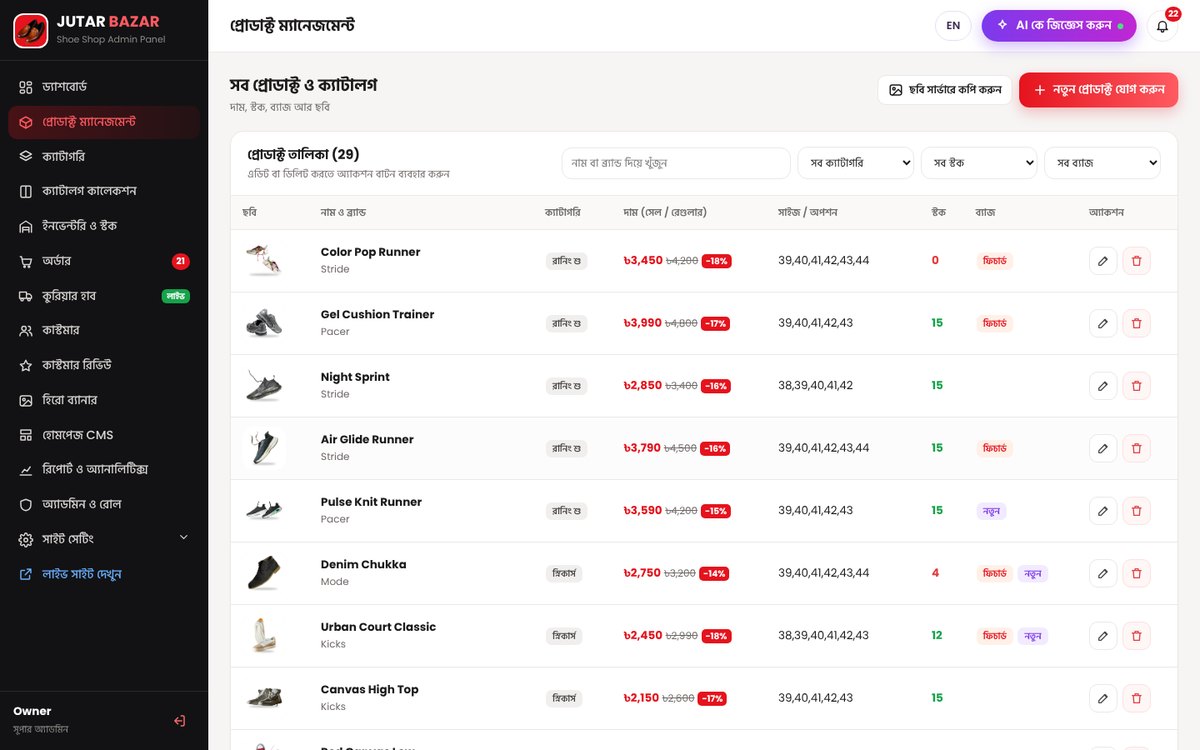 JUTAR BAZAR
Shoe Shop Admin Panel
ড্যাশবোর্ড
প্রোডাক্ট ম্যানেজমেন্ট
ক্যাটাগরি
ক্যাটালগ কালেকশন
ইনভেন্টরি ও স্টক
অর্ডার 21
কুরিয়ার হাব লাইভ
কাস্টমার
কাস্টমার রিভিউ
হিরো ব্যানার
হোমপেজ CMS
রিপোর্ট ও অ্যানালিটিক্স
অ্যাডমিন ও রোল
সাইট সেটিং
লাইভ সাইট দেখুন
Owner
সুপার অ্যাডমিন
প্রোডাক্ট ম্যানেজমেন্ট
EN
AI কে জিজ্ঞেস করুন
22
সব প্রোডাক্ট ও ক্যাটালগ
দাম, স্টক, ব্যাজ আর ছবি
ছবি সার্ভারে কপি করুন
নতুন প্রোডাক্ট যোগ করুন
প্রোডাক্ট তালিকা (29)
এডিট বা ডিলিট করতে অ্যাকশন বাটন ব্যবহার করুন
নাম বা ব্র্যান্ড দিয়ে খুঁজুন
সব ক্যাটাগরি
সব স্টক
সব ব্যাজ
ছবি নাম ও ব্র্যান্ড ক্যাটাগরি দাম (সেল / রেগুলার) সাইজ / অপশন স্টক ব্যাজ অ্যাকশন
Color Pop Runner
Stride
রানিং শু ৳3,450 ৳4,200 -18% 39,40,41,42,43,44 0 ফিচার্ড
Gel Cushion Trainer
Pacer
রানিং শু ৳3,990 ৳4,800 -17% 39,40,41,42,43 15 ফিচার্ড
Night Sprint
Stride
রানিং শু ৳2,850 ৳3,400 -16% 38,39,40,41,42 15
Air Glide Runner
Stride
রানিং শু ৳3,790 ৳4,500 -16% 39,40,41,42,43,44 15 ফিচার্ড
Pulse Knit Runner
Pacer
রানিং শু ৳3,590 ৳4,200 -15% 39,40,41,42,43 15 নতুন
Denim Chukka
Mode
স্নিকার্স ৳2,750 ৳3,200 -14% 39,40,41,42,43,44 4 ফিচার্ড নতুন
Urban Court Classic
Kicks
স্নিকার্স ৳2,450 ৳2,990 -18% 38,39,40,41,42,43 12 ফিচার্ড নতুন
Canvas High Top
Kicks
স্নিকার্স ৳2,150 ৳2,600 -17% 39,40,41,42,43 15